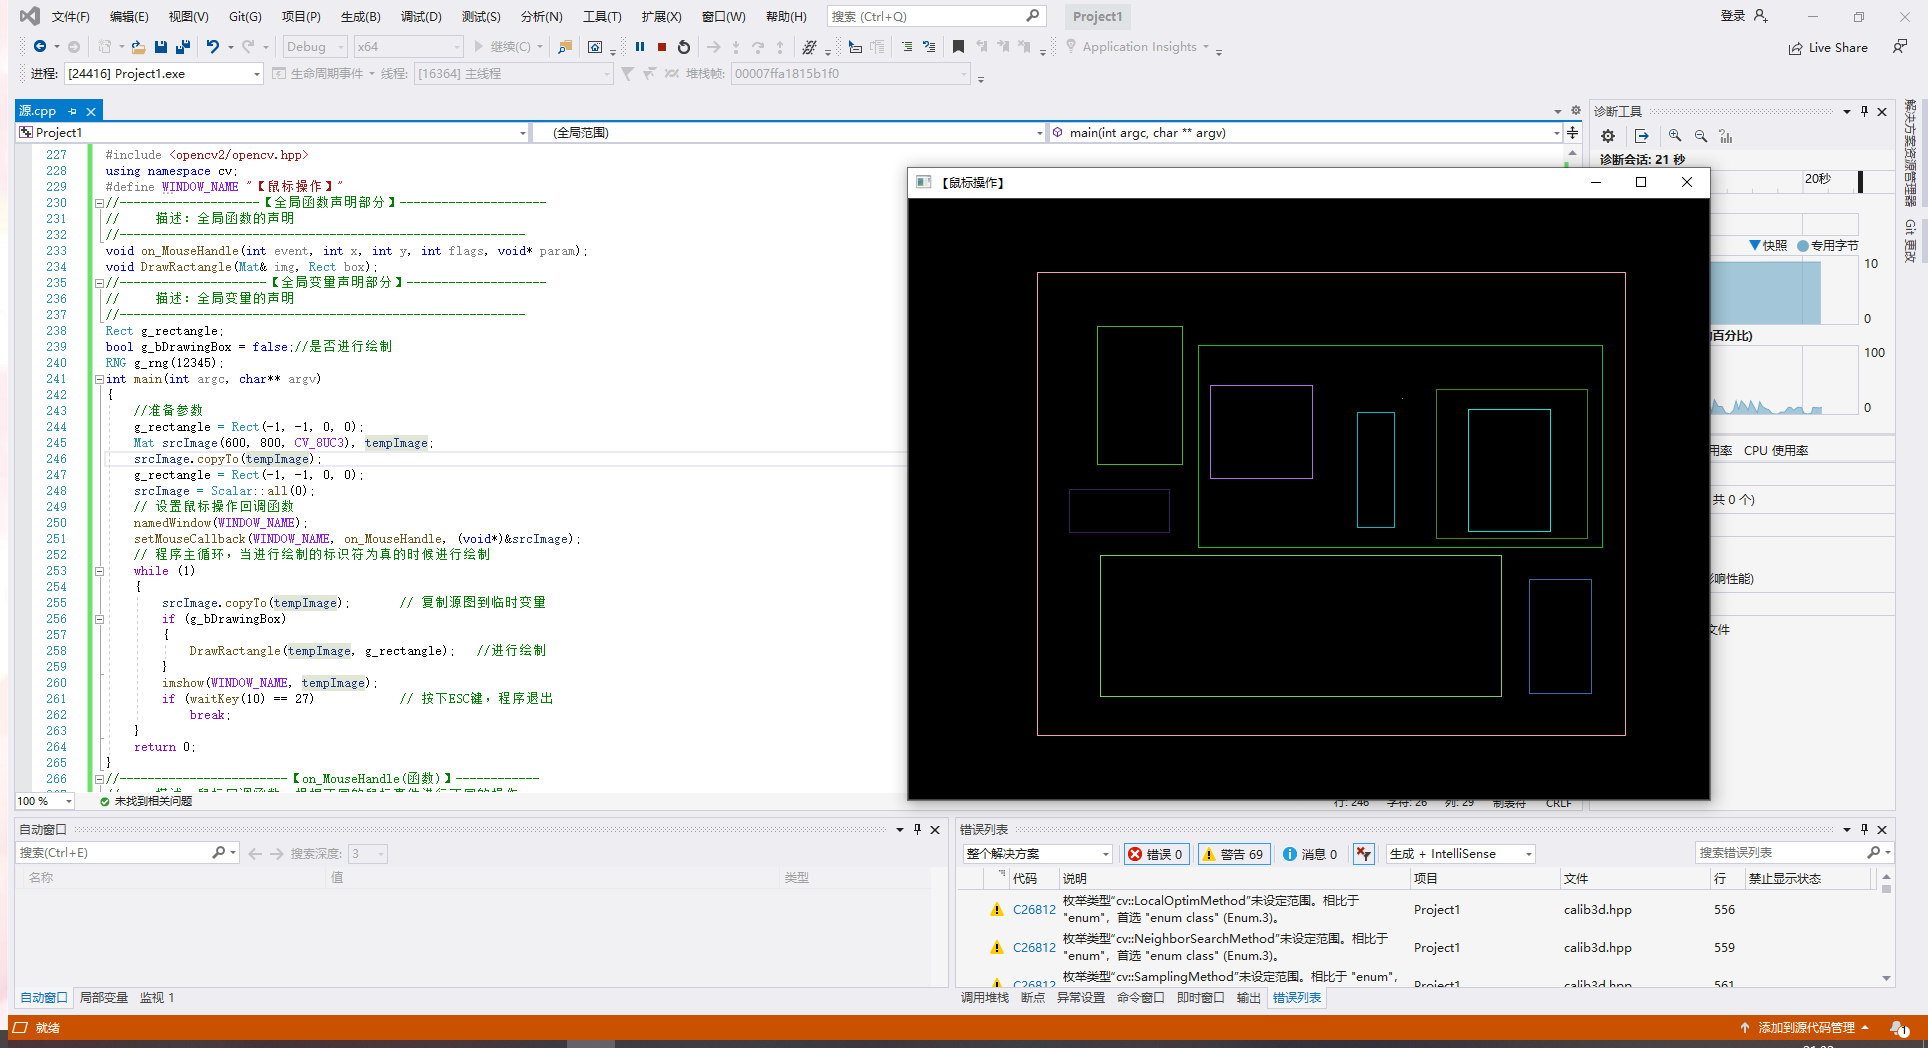 文件(F) 编辑(E) 视图(V) Git(G) 项目(P) 生成(B) 调试(D) 测试(S) 分析(N) 工具(T) 扩展(X) 窗口(W) 帮助(H) 搜索 (Ctrl+Q) Project1 登录
Debug x64 继续(C) Application Insights Live Share
进程: [24416] Project1.exe 生命周期事件 线程: [16364] 主线程 堆栈帧: 00007ffa1815b1f0
源.cpp
Project1 (全局范围) main(int argc, char ** argv)
227 #include <opencv2/opencv.hpp>
228 using namespace cv;
229 #define WINDOW_NAME "【鼠标操作】"
230 //--------------------【全局函数声明部分】---------------------
231 // 描述：全局函数的声明
232 //----------------------------------------------------------
233 void on_MouseHandle(int event, int x, int y, int flags, void* param);
234 void DrawRactangle(Mat& img, Rect box);
235 //---------------------【全局变量声明部分】--------------------
236 // 描述：全局变量的声明
237 //----------------------------------------------------------
238 Rect g_rectangle;
239 bool g_bDrawingBox = false;//是否进行绘制
240 RNG g_rng(12345);
241 int main(int argc, char** argv)
242 {
243 //准备参数
244 g_rectangle = Rect(-1, -1, 0, 0);
245 Mat srcImage(600, 800, CV_8UC3), tempImage;
246 srcImage.copyTo(tempImage);
247 g_rectangle = Rect(-1, -1, 0, 0);
248 srcImage = Scalar::all(0);
249 // 设置鼠标操作回调函数
250 namedWindow(WINDOW_NAME);
251 setMouseCallback(WINDOW_NAME, on_MouseHandle, (void*)&srcImage);
252 // 程序主循环，当进行绘制的标识符为真的时候进行绘制
253 while (1)
254 {
255 srcImage.copyTo(tempImage); // 复制源图到临时变量
256 if (g_bDrawingBox)
257 {
258 DrawRactangle(tempImage, g_rectangle); //进行绘制
259 }
260 imshow(WINDOW_NAME, tempImage);
261 if (waitKey(10) == 27) // 按下ESC键，程序退出
262 break;
263 }
264 return 0;
265 }
266 //------------------------【on_MouseHandle(函数)】------------
100 % 未找到相关问题
行: 246 字符: 26 列: 29 制表符 CRLF
【鼠标操作】
诊断工具
诊断会话: 21 秒
20秒
快照 专用字节
10
0
百分比)
100
0
用率 CPU 使用率
共 0 个)
影响性能)
文件
解决方案资源管理器
Git 更改
自动窗口
搜索(Ctrl+E) 搜索深度: 3
名称 值 类型
自动窗口 局部变量 监视 1
错误列表
整个解决方案 错误 0 警告 69 消息 0 生成 + IntelliSense 搜索错误列表
代码 说明 项目 文件 行 禁止显示状态
C26812 枚举类型“cv::LocalOptimMethod”未设定范围。相比于 "enum"，首选 "enum class" (Enum.3)。 Project1 calib3d.hpp 556
C26812 枚举类型“cv::NeighborSearchMethod”未设定范围。相比于 "enum"，首选 "enum class" (Enum.3)。 Project1 calib3d.hpp 559
C26812 枚举类型“cv::SamplingMethod”未设定范围。相比于 "enum"， Project1 calib3d.hpp 561
调用堆栈 断点 异常设置 命令窗口 即时窗口 输出 错误列表
就绪 添加到源代码管理 1